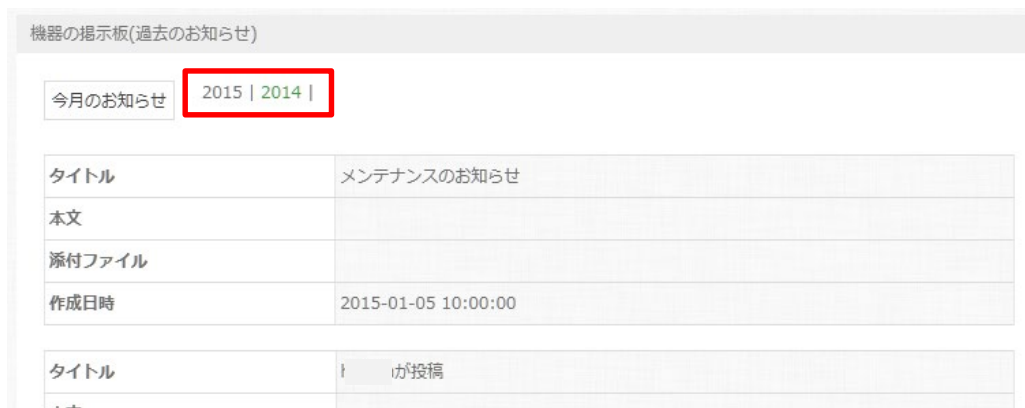 機器の掲示板(過去のお知らせ)
今月のお知らせ 2015 | 2014 |
タイトル メンテナンスのお知らせ
本文
添付ファイル
作成日時 2015-01-05 10:00:00
タイトル が投稿